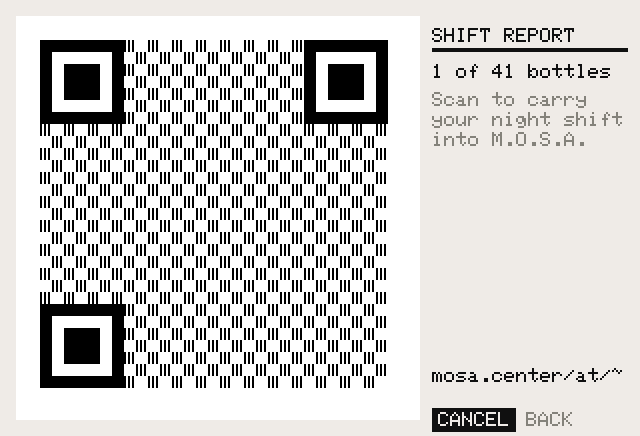 SHIFT REPORT
1 of 41 bottles
Scan to carry
your night shift
into M.O.S.A.
mosa.center/at/~
CANCEL BACK